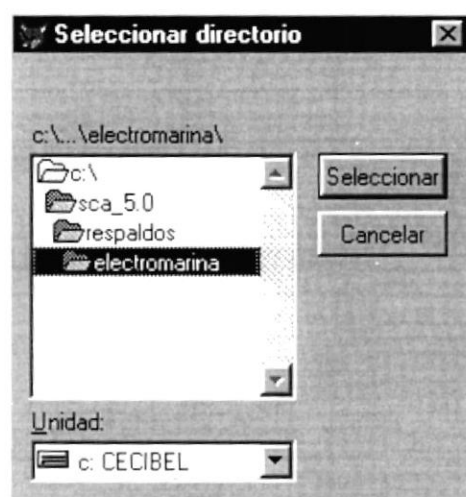 Seleccionar directorio
c:\...\electromarina\
c:\
sca_5.0
respaldos
electromarina
Seleccionar
Cancelar
Unidad:
c: CECIBEL